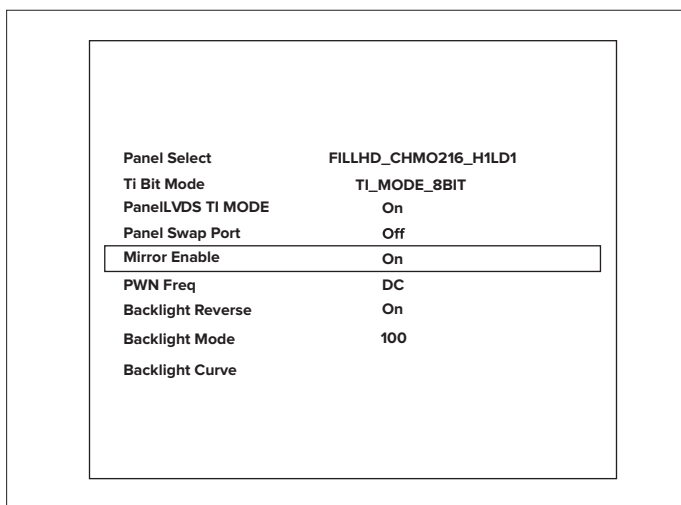 Panel Select FILLHD_CHMO216_H1LD1
Ti Bit Mode TI_MODE_8BIT
PanelLVDS TI MODE On
Panel Swap Port Off
Mirror Enable On
PWN Freq DC
Backlight Reverse On
Backlight Mode 100
Backlight Curve